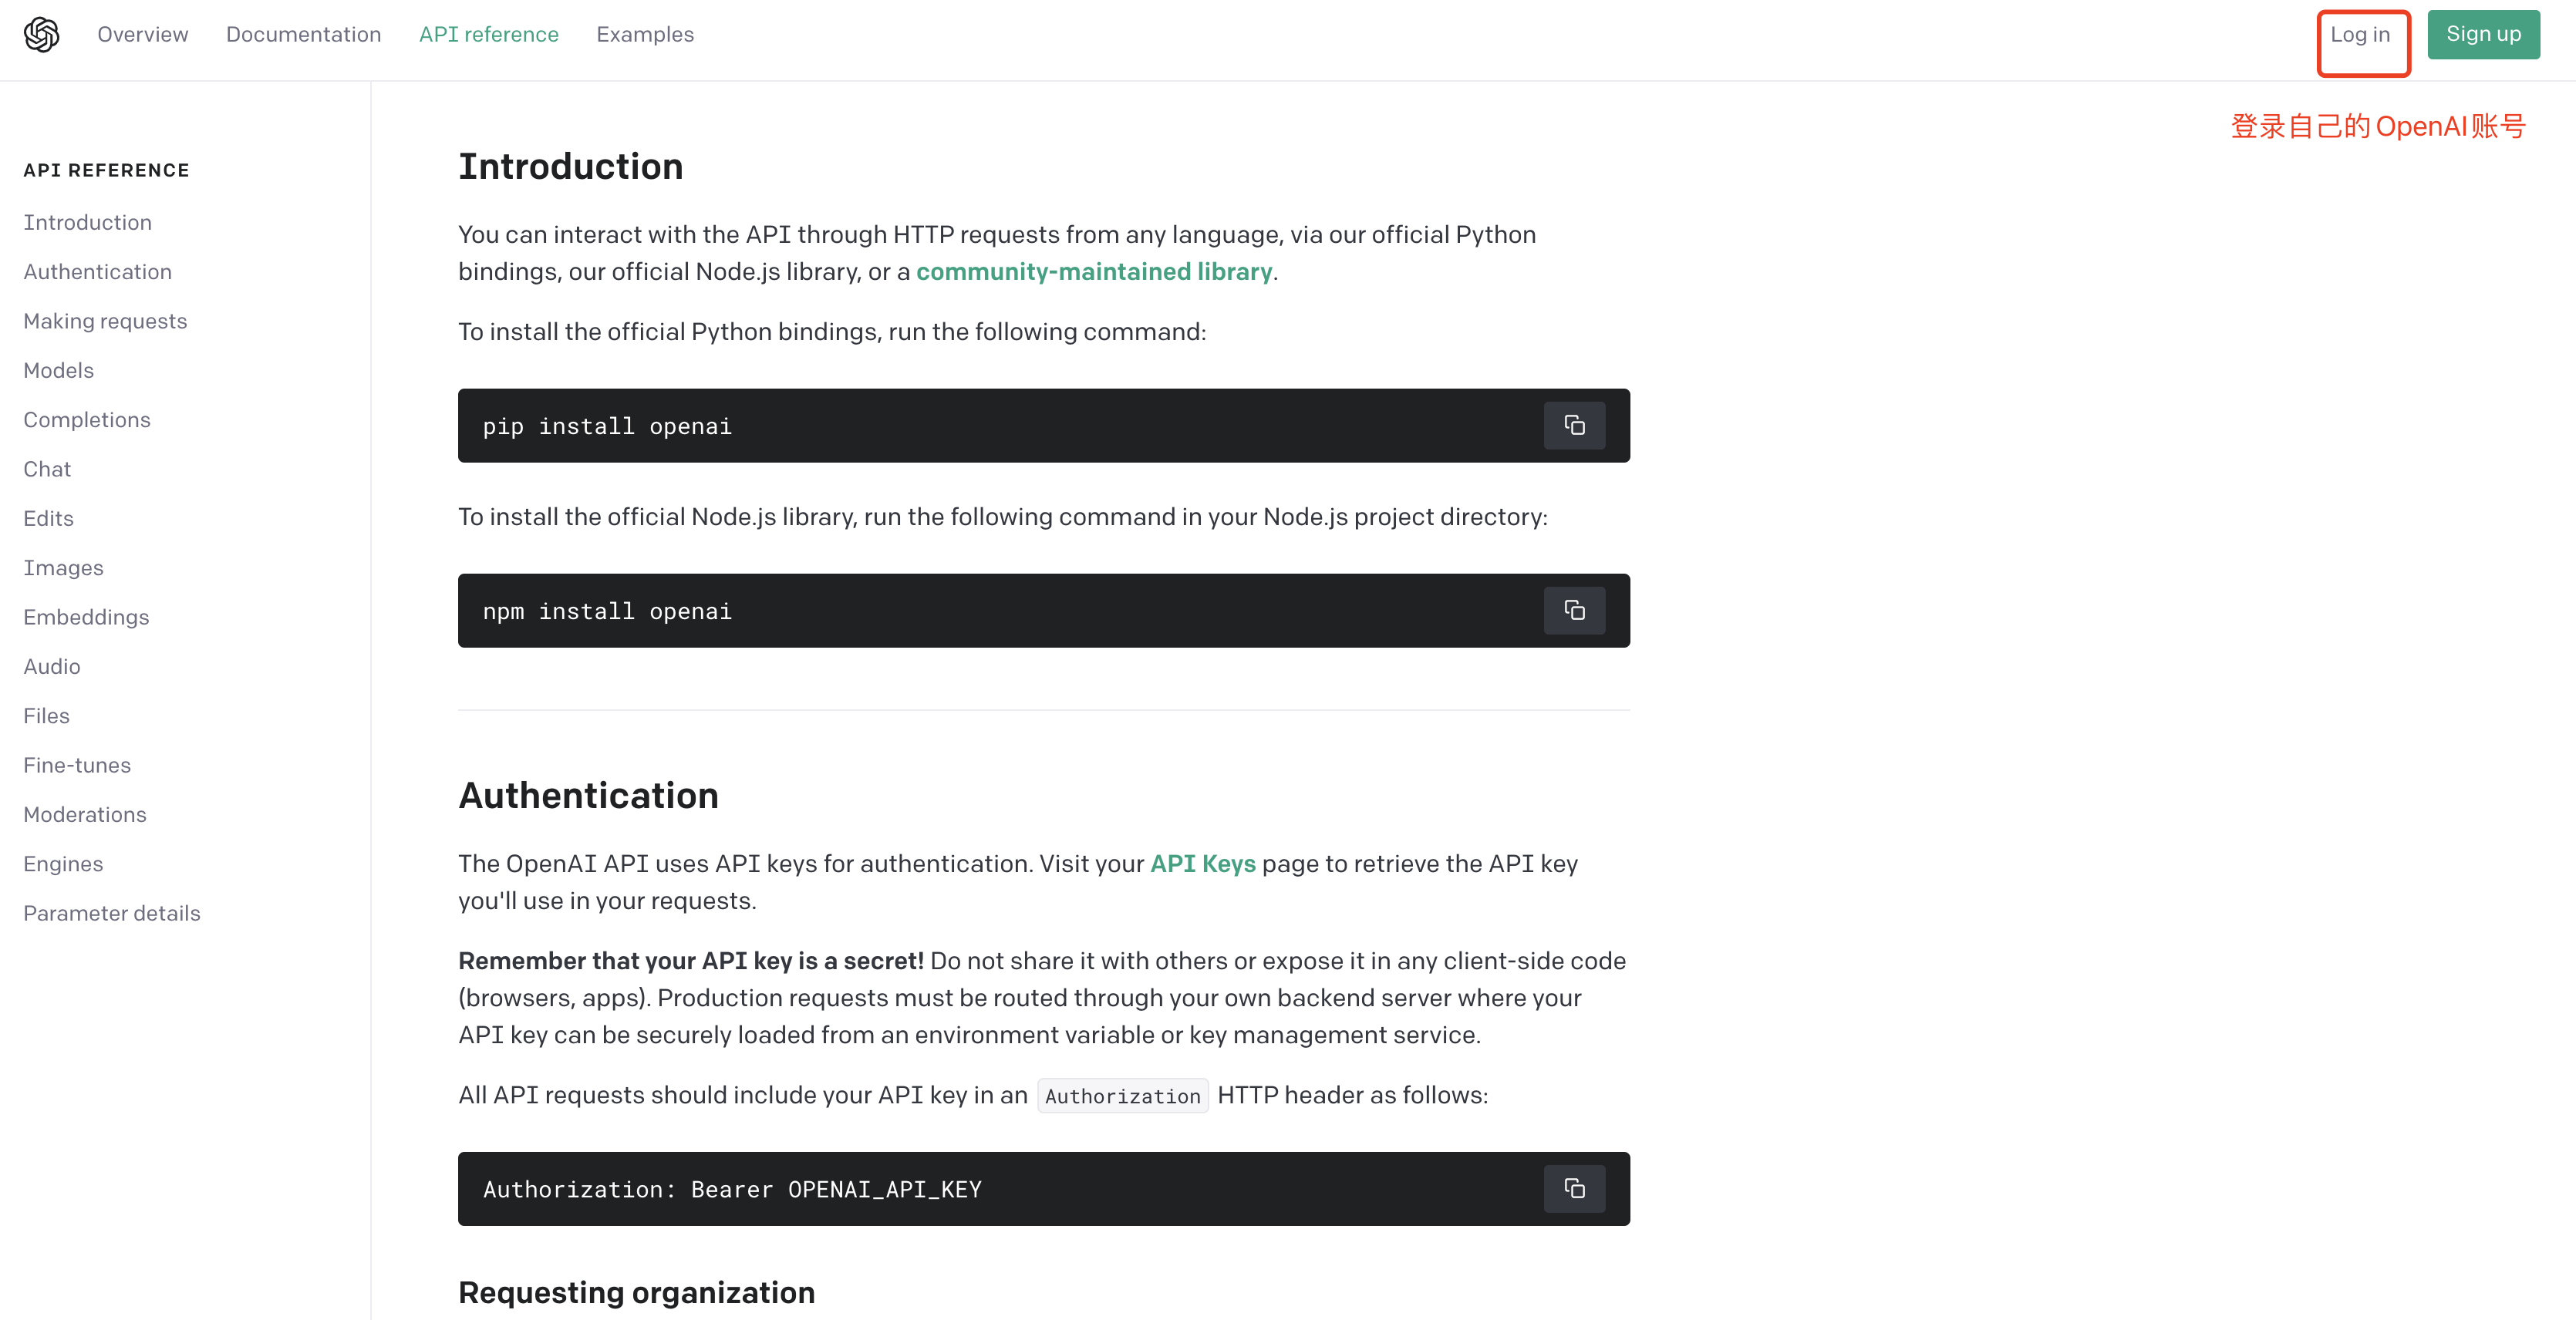 Overview Documentation API reference Examples Log in Sign up
登录自己的OpenAI账号
API REFERENCE
Introduction
Authentication
Making requests
Models
Completions
Chat
Edits
Images
Embeddings
Audio
Files
Fine-tunes
Moderations
Engines
Parameter details
Introduction
You can interact with the API through HTTP requests from any language, via our official Python
bindings, our official Node.js library, or a community-maintained library.
To install the official Python bindings, run the following command:
pip install openai
To install the official Node.js library, run the following command in your Node.js project directory:
npm install openai
Authentication
The OpenAI API uses API keys for authentication. Visit your API Keys page to retrieve the API key
you'll use in your requests.
Remember that your API key is a secret! Do not share it with others or expose it in any client-side code
(browsers, apps). Production requests must be routed through your own backend server where your
API key can be securely loaded from an environment variable or key management service.
All API requests should include your API key in an Authorization HTTP header as follows:
Authorization: Bearer OPENAI_API_KEY
Requesting organization